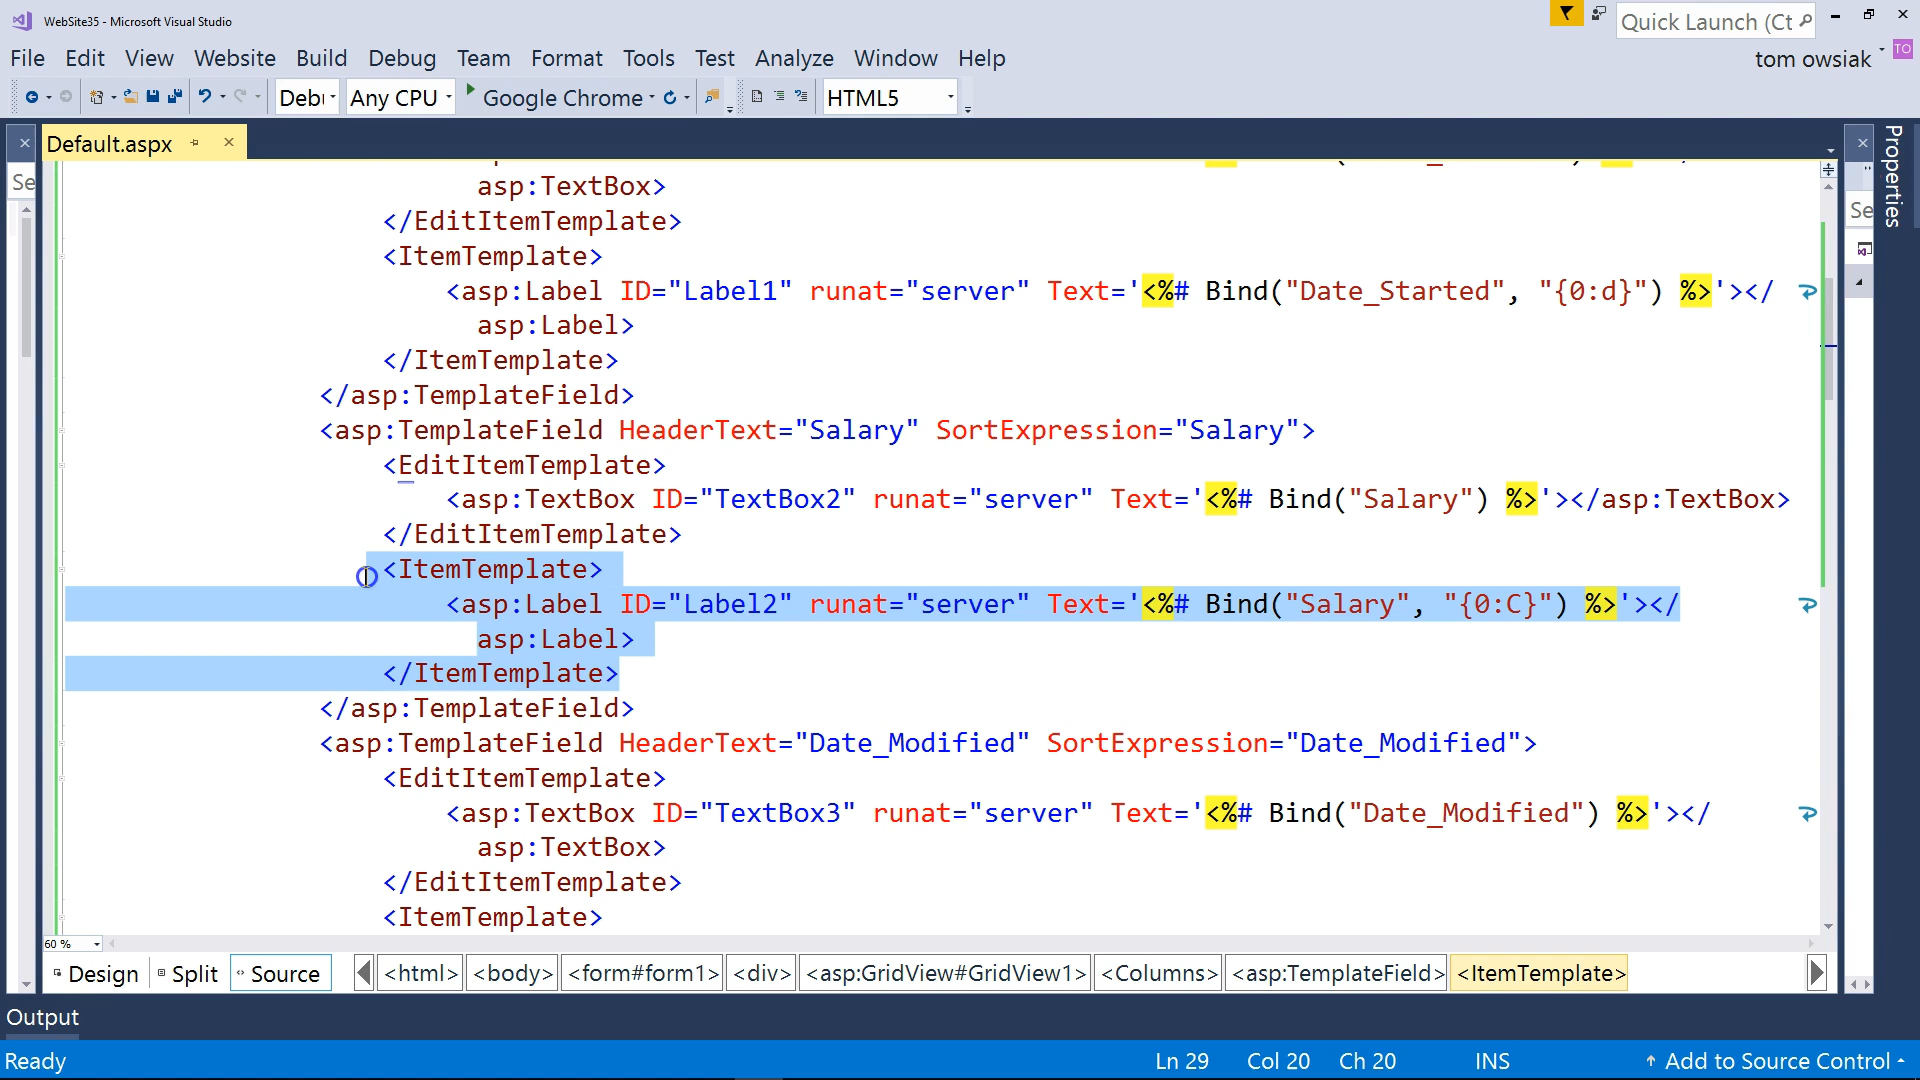 WebSite35 - Microsoft Visual Studio
Quick Launch (Ct
File Edit View Website Build Debug Team Format Tools Test Analyze Window Help
tom owsiak TO
Any CPU Google Chrome HTML5
Default.aspx
Se
Se
Properties
asp:TextBox>
</EditItemTemplate>
<ItemTemplate>
<asp:Label ID="Label1" runat="server" Text='<%# Bind("Date_Started", "{0:d}") %>'></
asp:Label>
</ItemTemplate>
</asp:TemplateField>
<asp:TemplateField HeaderText="Salary" SortExpression="Salary">
<EditItemTemplate>
<asp:TextBox ID="TextBox2" runat="server" Text='<%# Bind("Salary") %>'></asp:TextBox>
</EditItemTemplate>
<ItemTemplate>
<asp:Label ID="Label2" runat="server" Text='<%# Bind("Salary", "{0:C}") %>'></
asp:Label>
</ItemTemplate>
</asp:TemplateField>
<asp:TemplateField HeaderText="Date_Modified" SortExpression="Date_Modified">
<EditItemTemplate>
<asp:TextBox ID="TextBox3" runat="server" Text='<%# Bind("Date_Modified") %>'></
asp:TextBox>
</EditItemTemplate>
<ItemTemplate>
60 %
Design Split Source <html> <body> <form#form1> <div> <asp:GridView#GridView1> <Columns> <asp:TemplateField> <ItemTemplate>
Output
Ready Ln 29 Col 20 Ch 20 INS Add to Source Control